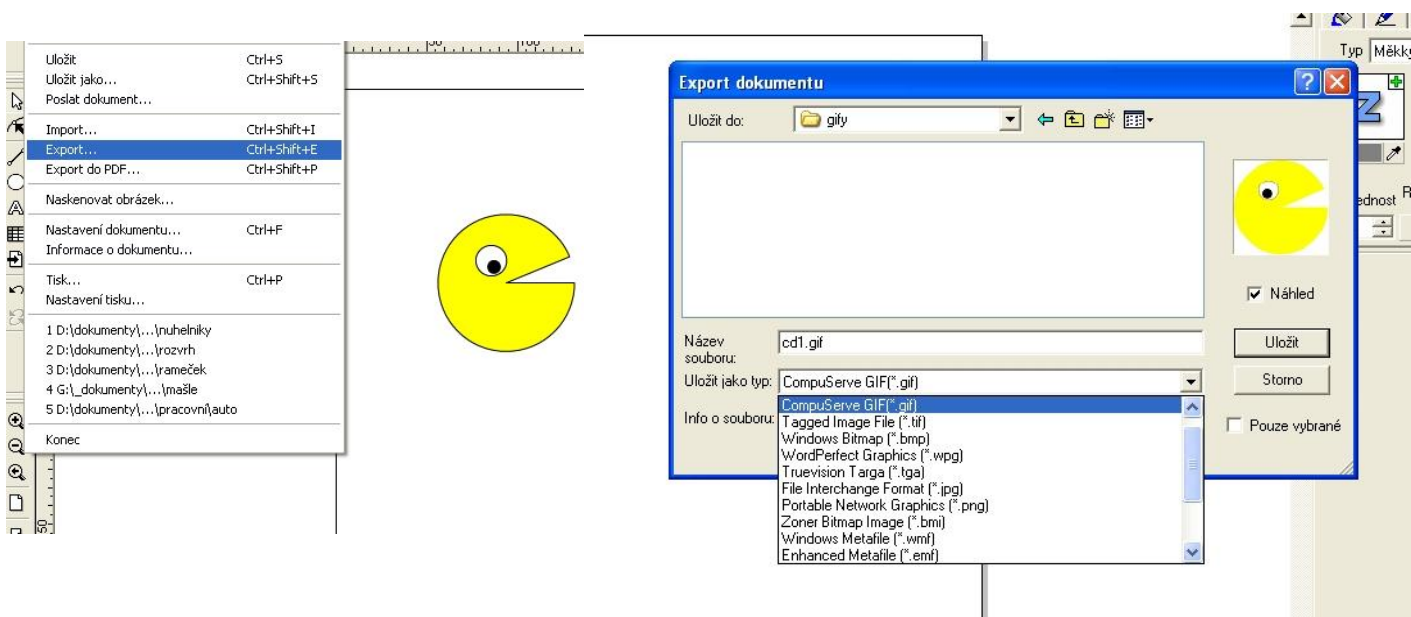 Uložit Ctrl+S
Uložit jako... Ctrl+Shift+S
Poslat dokument...
Import... Ctrl+Shift+I
Export... Ctrl+Shift+E
Export do PDF... Ctrl+Shift+P
Naskenovat obrázek...
Nastavení dokumentu... Ctrl+F
Informace o dokumentu...
Tisk... Ctrl+P
Nastavení tisku...
1 D:\dokumenty\...\nuhelniky
2 D:\dokumenty\...\rozvrh
3 D:\dokumenty\...\rameček
4 G:\_dokumenty\...\mašle
5 D:\dokumenty\...\pracovní\auto
Konec
50
100
50
Export dokumentu
Uložit do: gify
Náhled
Název souboru: cd1.gif
Uložit
Uložit jako typ: CompuServe GIF(*.gif)
Storno
Info o souboru:
Pouze vybrané
CompuServe GIF(*.gif)
Tagged Image File (*.tif)
Windows Bitmap (*.bmp)
WordPerfect Graphics (*.wpg)
Truevision Targa (*.tga)
File Interchange Format (*.jpg)
Portable Network Graphics (*.png)
Zoner Bitmap Image (*.bmi)
Windows Metafile (*.wmf)
Enhanced Metafile (*.emf)
Typ Měkk
ednost